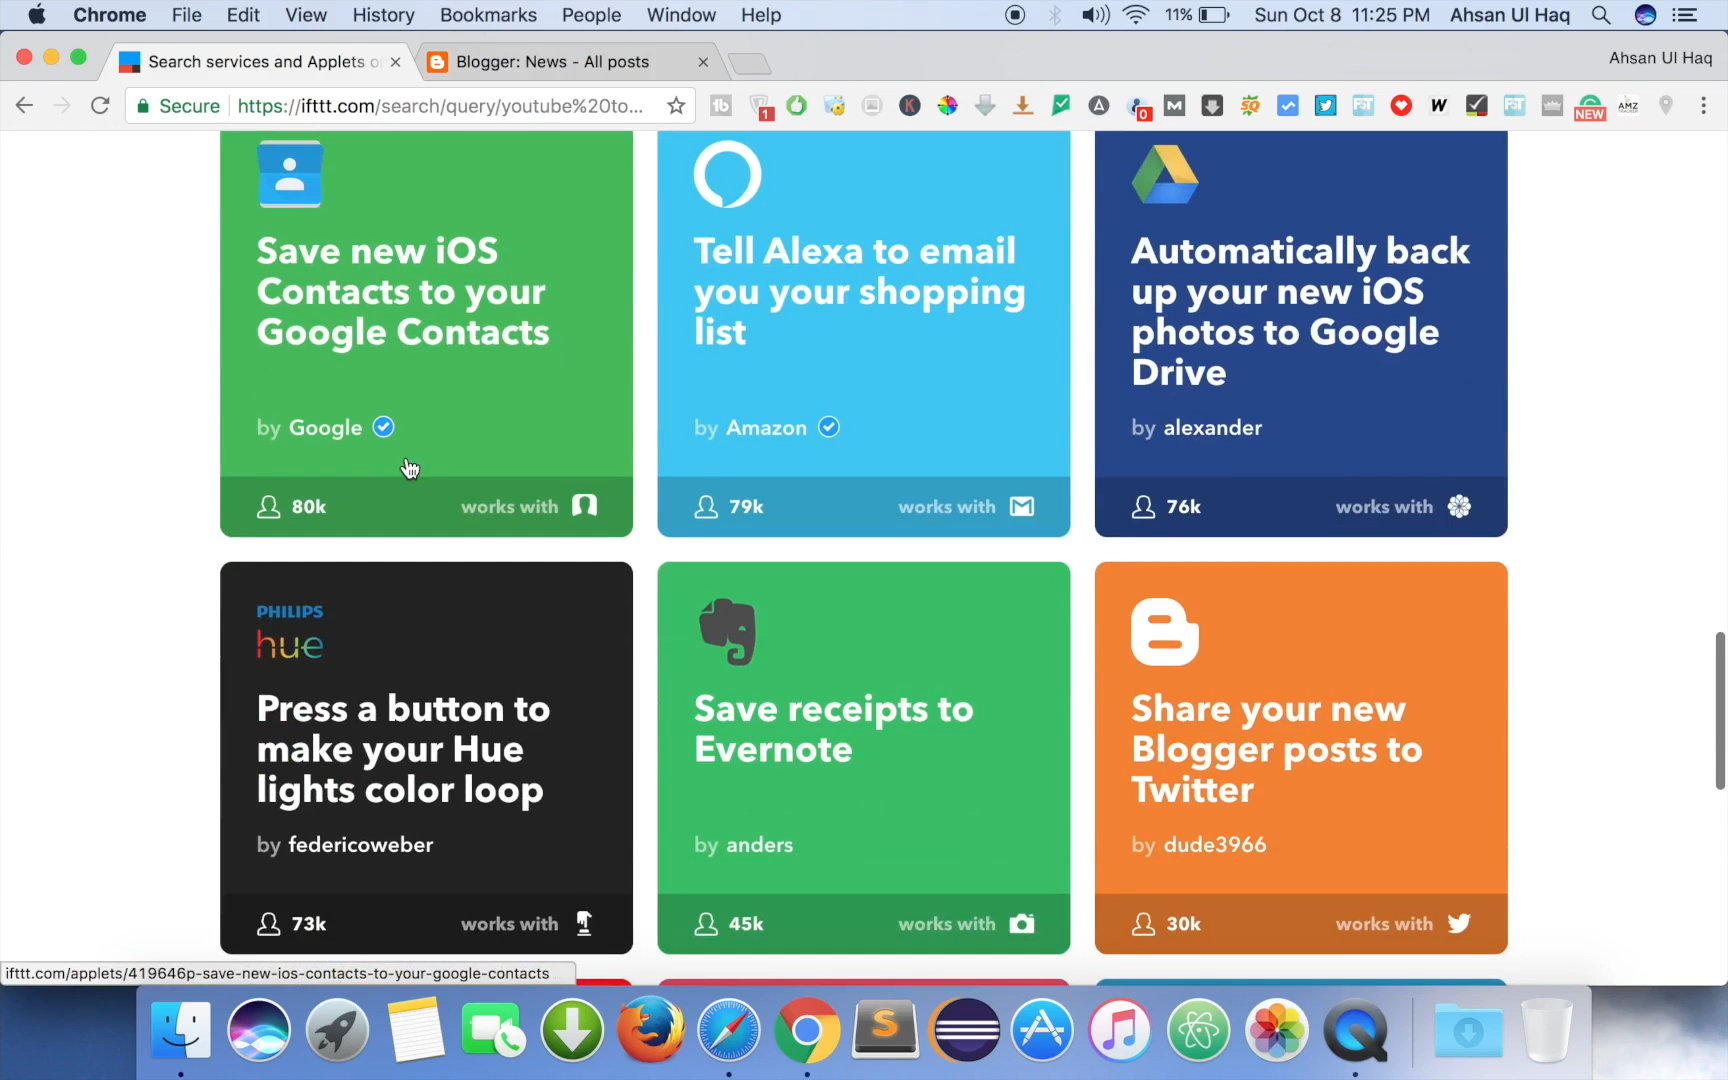 Chrome File Edit View History Bookmarks People Window Help 11% Sun Oct 8 11:25 PM Ahsan Ul Haq
Search services and Applets o Blogger: News - All posts Ahsan Ul Haq
Secure https://ifttt.com/search/query/youtube%20to...
Save new iOS
Contacts to your
Google Contacts
by Google
80k works with
Tell Alexa to email
you your shopping
list
by Amazon
79k works with
Automatically back
up your new iOS
photos to Google
Drive
by alexander
76k works with
PHILIPS
hue
Press a button to
make your Hue
lights color loop
by federicoweber
73k works with
Save receipts to
Evernote
by anders
45k works with
Share your new
Blogger posts to
Twitter
by dude3966
30k works with
ifttt.com/applets/419646p-save-new-ios-contacts-to-your-google-contacts